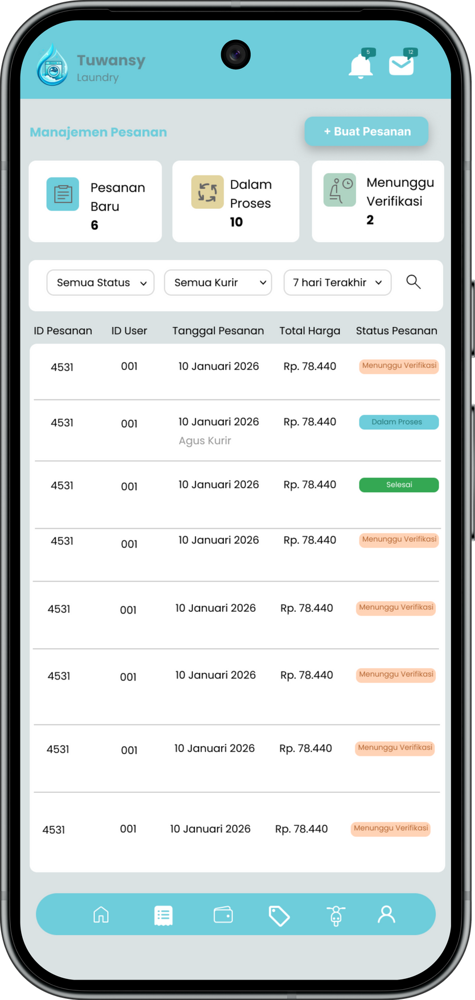 Tuwansy
Laundry
5
12
Manajemen Pesanan
+ Buat Pesanan
Pesanan
Baru
6
Dalam
Proses
10
Menunggu
Verifikasi
2
Semua Status
Semua Kurir
7 hari Terakhir
ID Pesanan ID User Tanggal Pesanan Total Harga Status Pesanan
4531 001 10 Januari 2026 Rp. 78.440 Menunggu Verifikasi
4531 001 10 Januari 2026 Rp. 78.440 Dalam Proses
Agus Kurir
4531 001 10 Januari 2026 Rp. 78.440 Selesai
4531 001 10 Januari 2026 Rp. 78.440 Menunggu Verifikasi
4531 001 10 Januari 2026 Rp. 78.440 Menunggu Verifikasi
4531 001 10 Januari 2026 Rp. 78.440 Menunggu Verifikasi
4531 001 10 Januari 2026 Rp. 78.440 Menunggu Verifikasi
4531 001 10 Januari 2026 Rp. 78.440 Menunggu Verifikasi